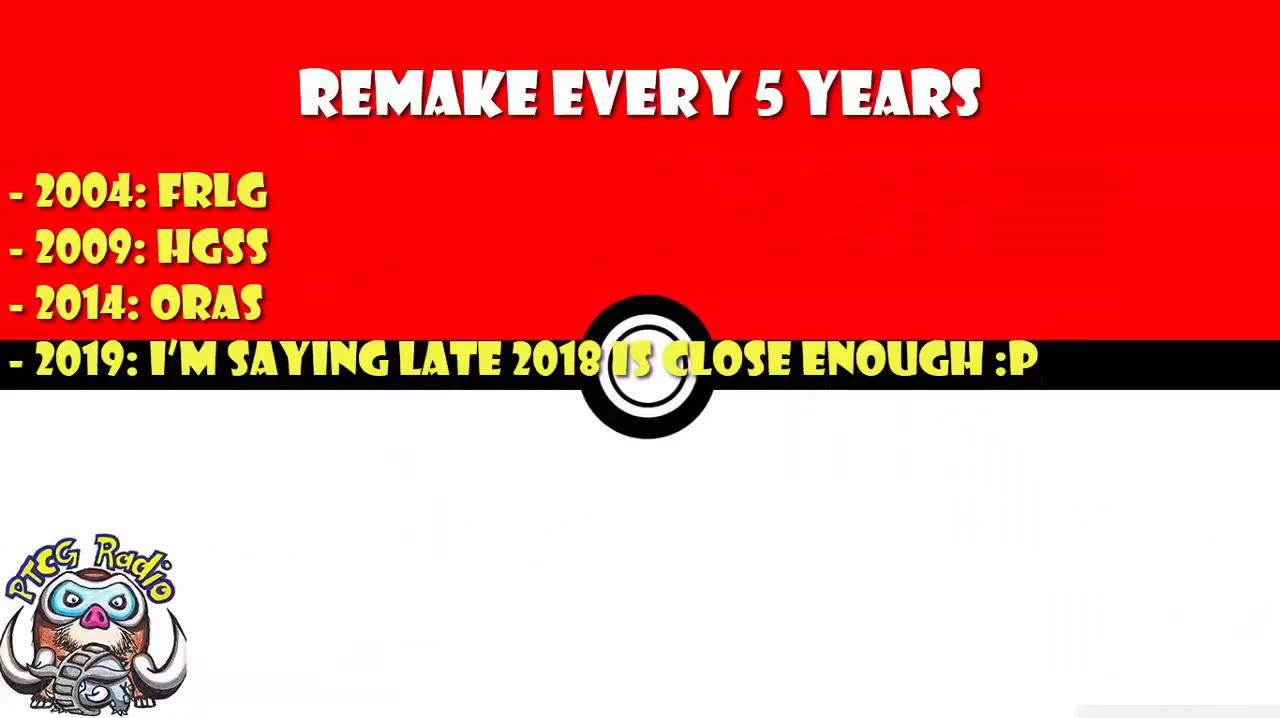 REMAKE EVERY 5 YEARS
- 2004: FRLG
- 2009: HGSS
- 2014: ORAS
- 2019: I'M SAYING LATE 2018 IS CLOSE ENOUGH :P
PTCG Radio